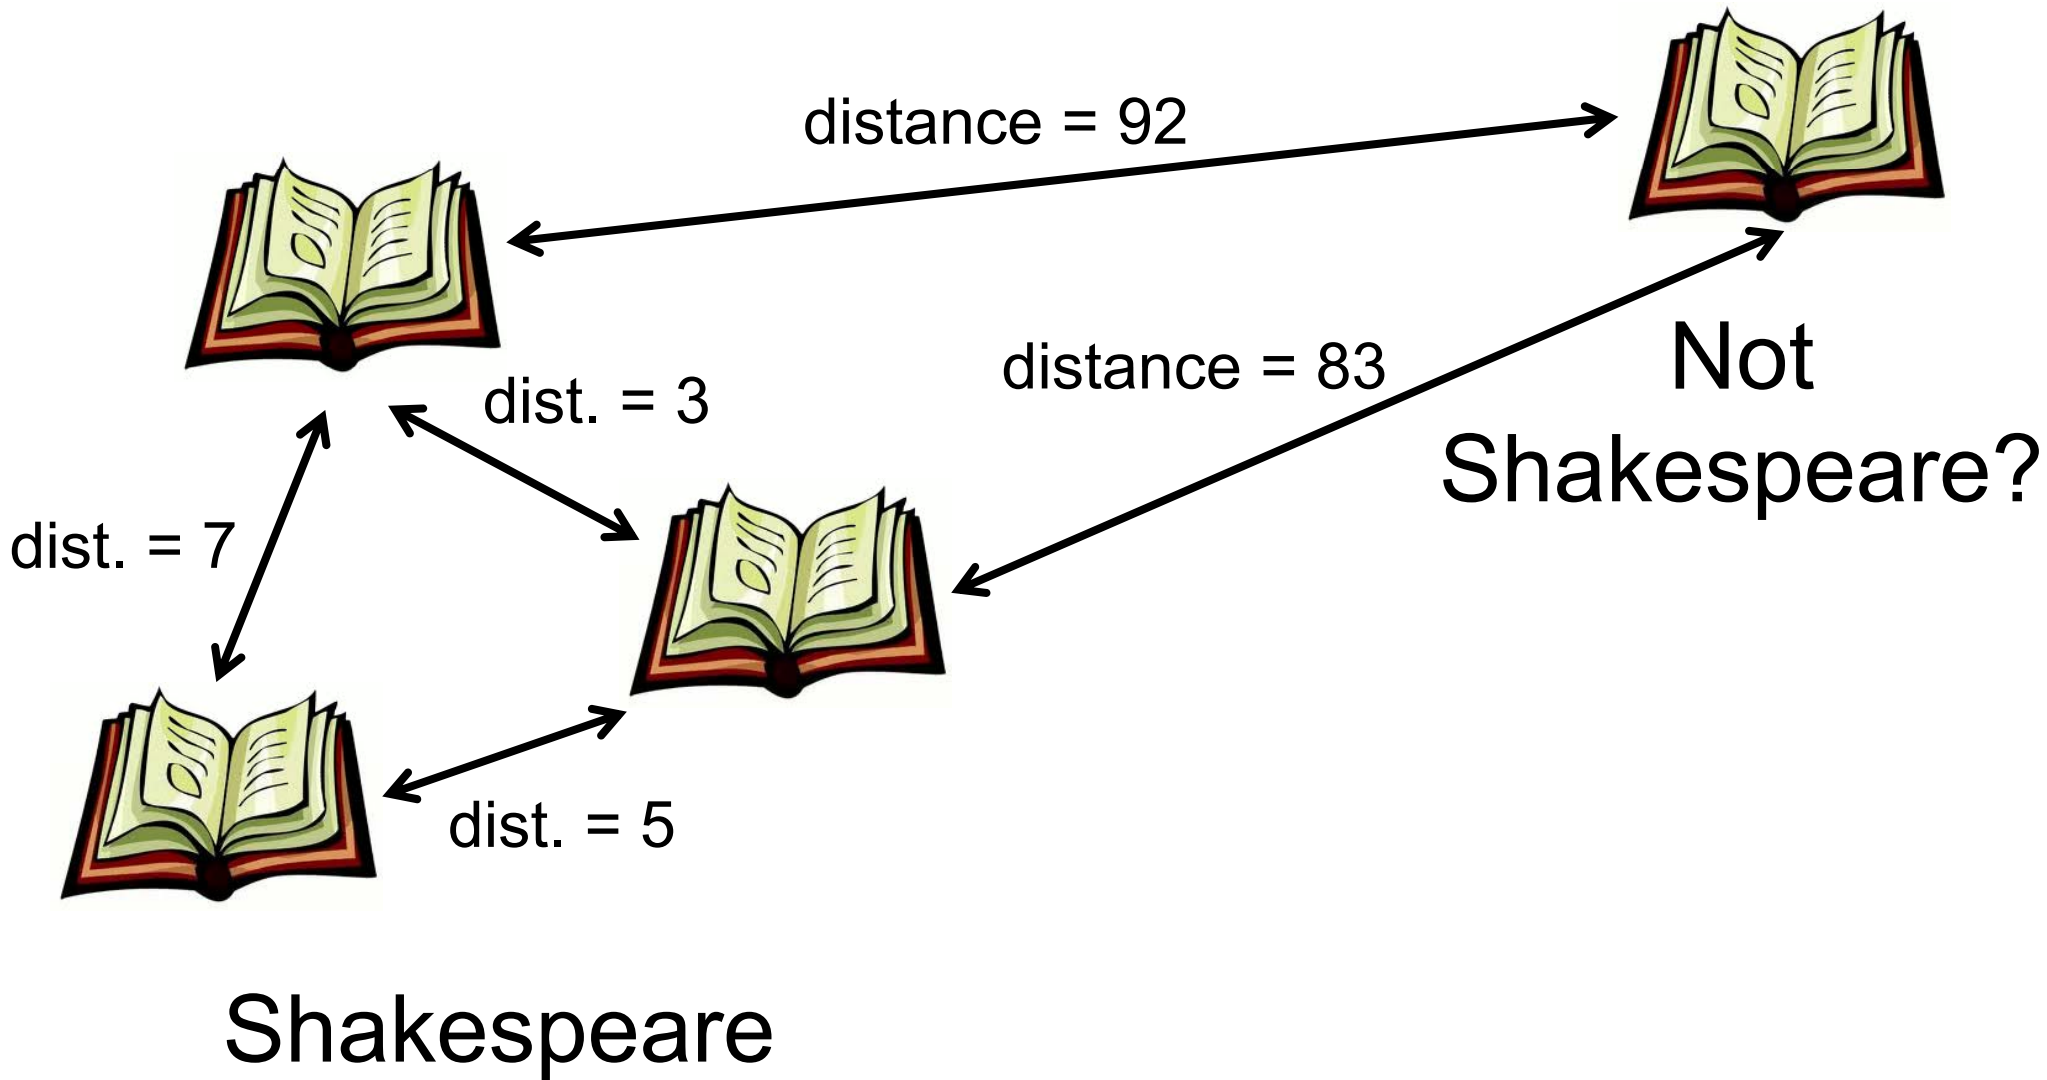 distance = 92
dist. = 3
distance = 83
Not
Shakespeare?
dist. = 7
dist. = 5
Shakespeare